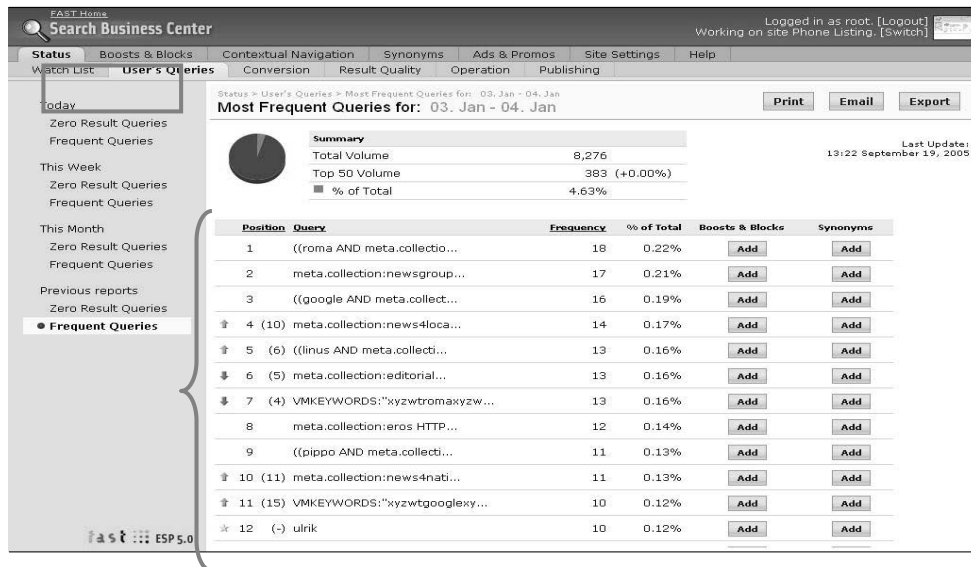 FAST Home
Search Business Center
Logged in as root. [Logout]
Working on site Phone Listing. [Switch]
Status Boosts & Blocks Contextual Navigation Synonyms Ads & Promos Site Settings Help
Watch List User's Queries Conversion Result Quality Operation Publishing
Today
Zero Result Queries
Frequent Queries
This Week
Zero Result Queries
Frequent Queries
This Month
Zero Result Queries
Frequent Queries
Previous reports
Zero Result Queries
Frequent Queries
fast ESP 5.0
Status > User's Queries > Most Frequent Queries for: 03. Jan - 04. Jan
Most Frequent Queries for: 03. Jan - 04. Jan
Print Email Export
Last Update:
13:22 September 19, 2005
Summary
Total Volume 8,276
Top 50 Volume 383 (+0.00%)
% of Total 4.63%
Position Query Frequency % of Total Boosts & Blocks Synonyms
1 ((roma AND meta.collectio... 18 0.22% Add Add
2 meta.collection:newsgroup... 17 0.21% Add Add
3 ((google AND meta.collect... 16 0.19% Add Add
4 (10) meta.collection:news4loca... 14 0.17% Add Add
5 (6) ((linus AND meta.collecti... 13 0.16% Add Add
6 (5) meta.collection:editorial... 13 0.16% Add Add
7 (4) VMKEYWORDS:"xyzwtromaxyzw... 13 0.16% Add Add
8 meta.collection:eros HTTP... 12 0.14% Add Add
9 ((pippo AND meta.collecti... 11 0.13% Add Add
10 (11) meta.collection:news4nati... 11 0.13% Add Add
11 (15) VMKEYWORDS:"xyzwtgooglexy... 10 0.12% Add Add
12 (-) ulrik 10 0.12% Add Add